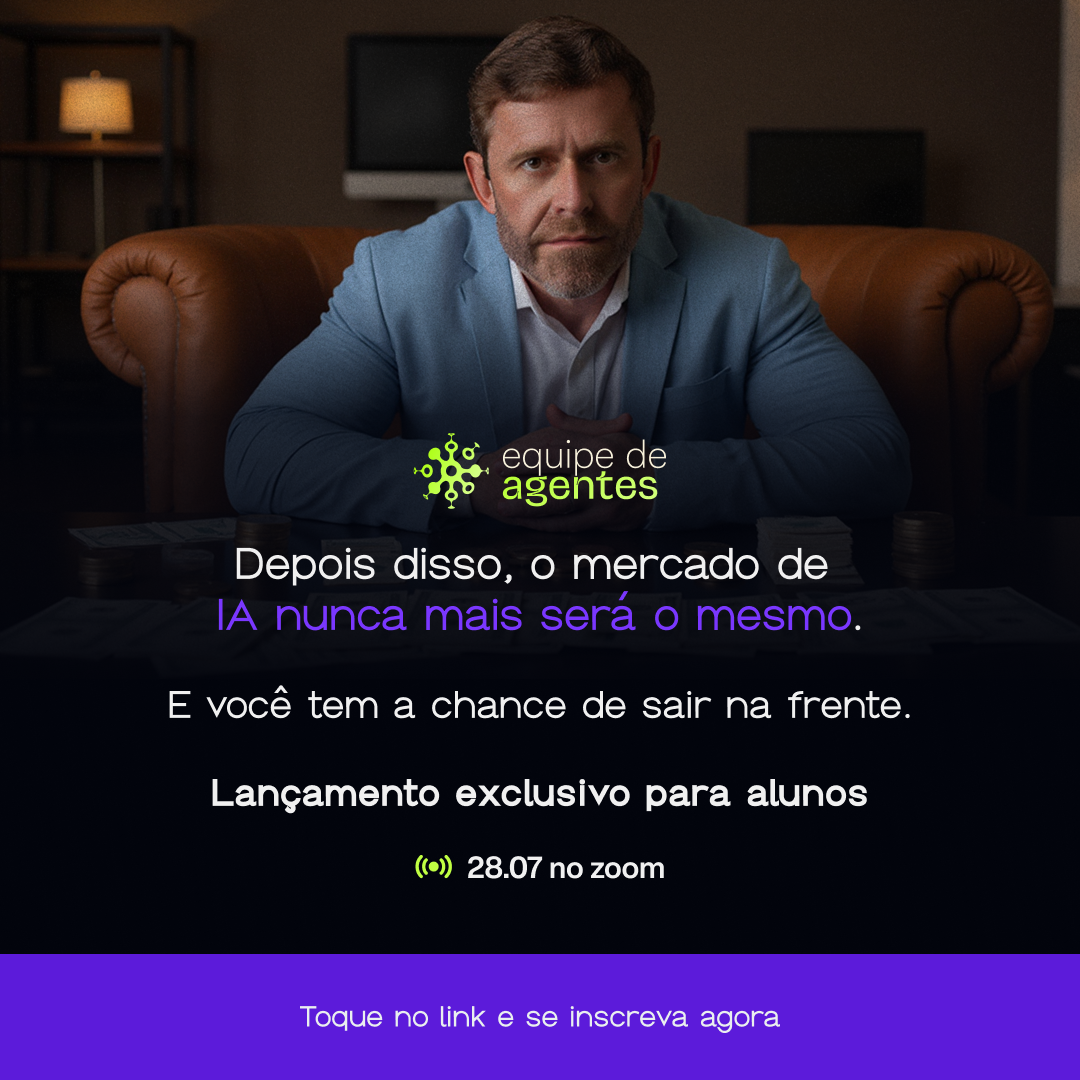 equipe de
agentes
Depois disso, o mercado de
IA nunca mais será o mesmo.
E você tem a chance de sair na frente.
Lançamento exclusivo para alunos
28.07 no zoom
Toque no link e se inscreva agora